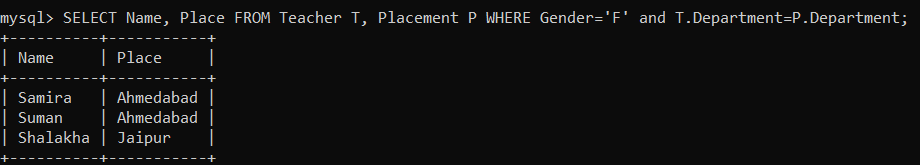 mysql> SELECT Name, Place FROM Teacher T, Placement P WHERE Gender='F' and T.Department=P.Department;
+----------+-----------+
| Name     | Place     |
+----------+-----------+
| Samira   | Ahmedabad |
| Suman    | Ahmedabad |
| Shalakha | Jaipur    |
+----------+-----------+